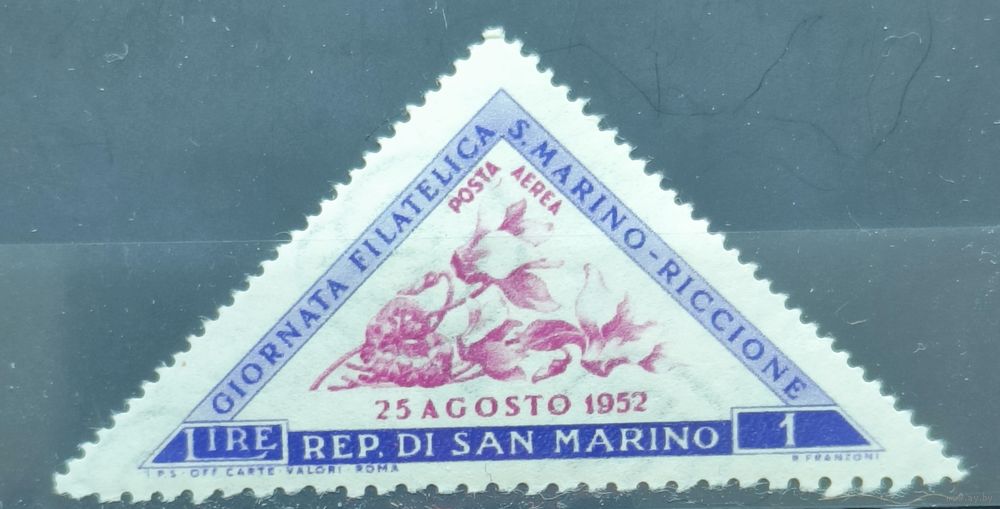 GIORNATA FILATELICA
S. MARINO-RICCIONE
POSTA AEREA
25 AGOSTO 1952
LIRE REP. DI SAN MARINO 1
I.P.S. OFF. CARTE-VALORI ROMA
R. FRANZONI